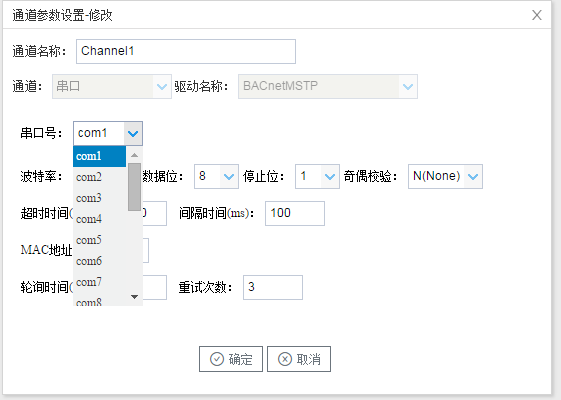 通道参数设置-修改
通道名称： Channel1
通道： 串口 驱动名称： BACnetMSTP
串口号： com1
com1
com2
com3
com4
com5
com6
com7
com8
波特率： 数据位： 8 停止位： 1 奇偶校验： N(None)
超时时间( 0 间隔时间(ms)： 100
MAC地址
轮询时间( 重试次数： 3
确定 取消